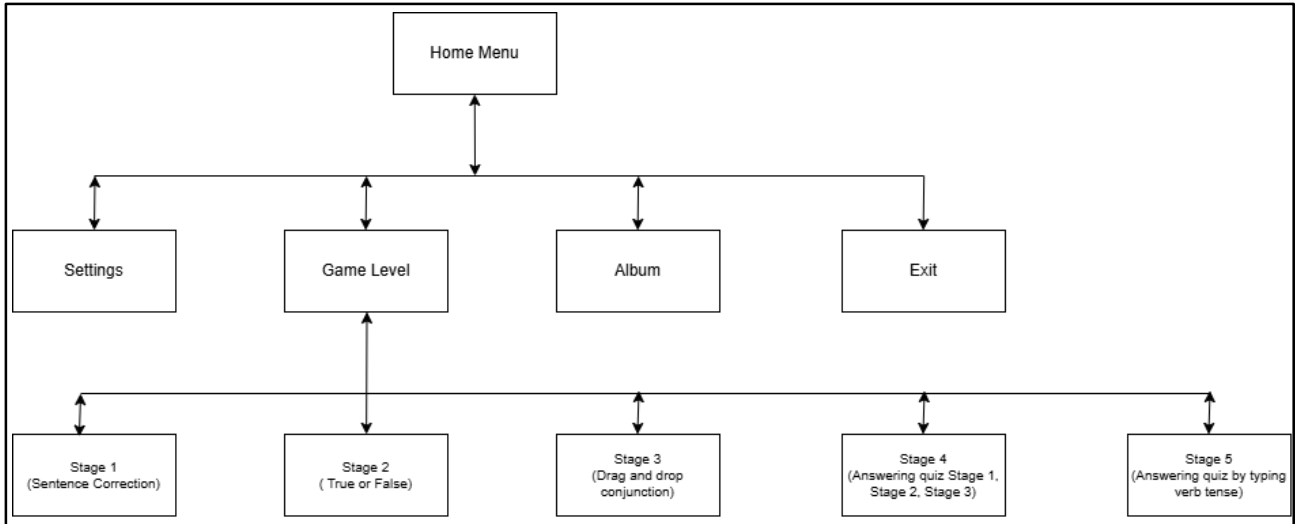 Home Menu
Settings
Game Level
Album
Exit
Stage 1
(Sentence Correction)
Stage 2
( True or False)
Stage 3
(Drag and drop
conjunction)
Stage 4
(Answering quiz Stage 1,
Stage 2, Stage 3)
Stage 5
(Answering quiz by typing
verb tense)